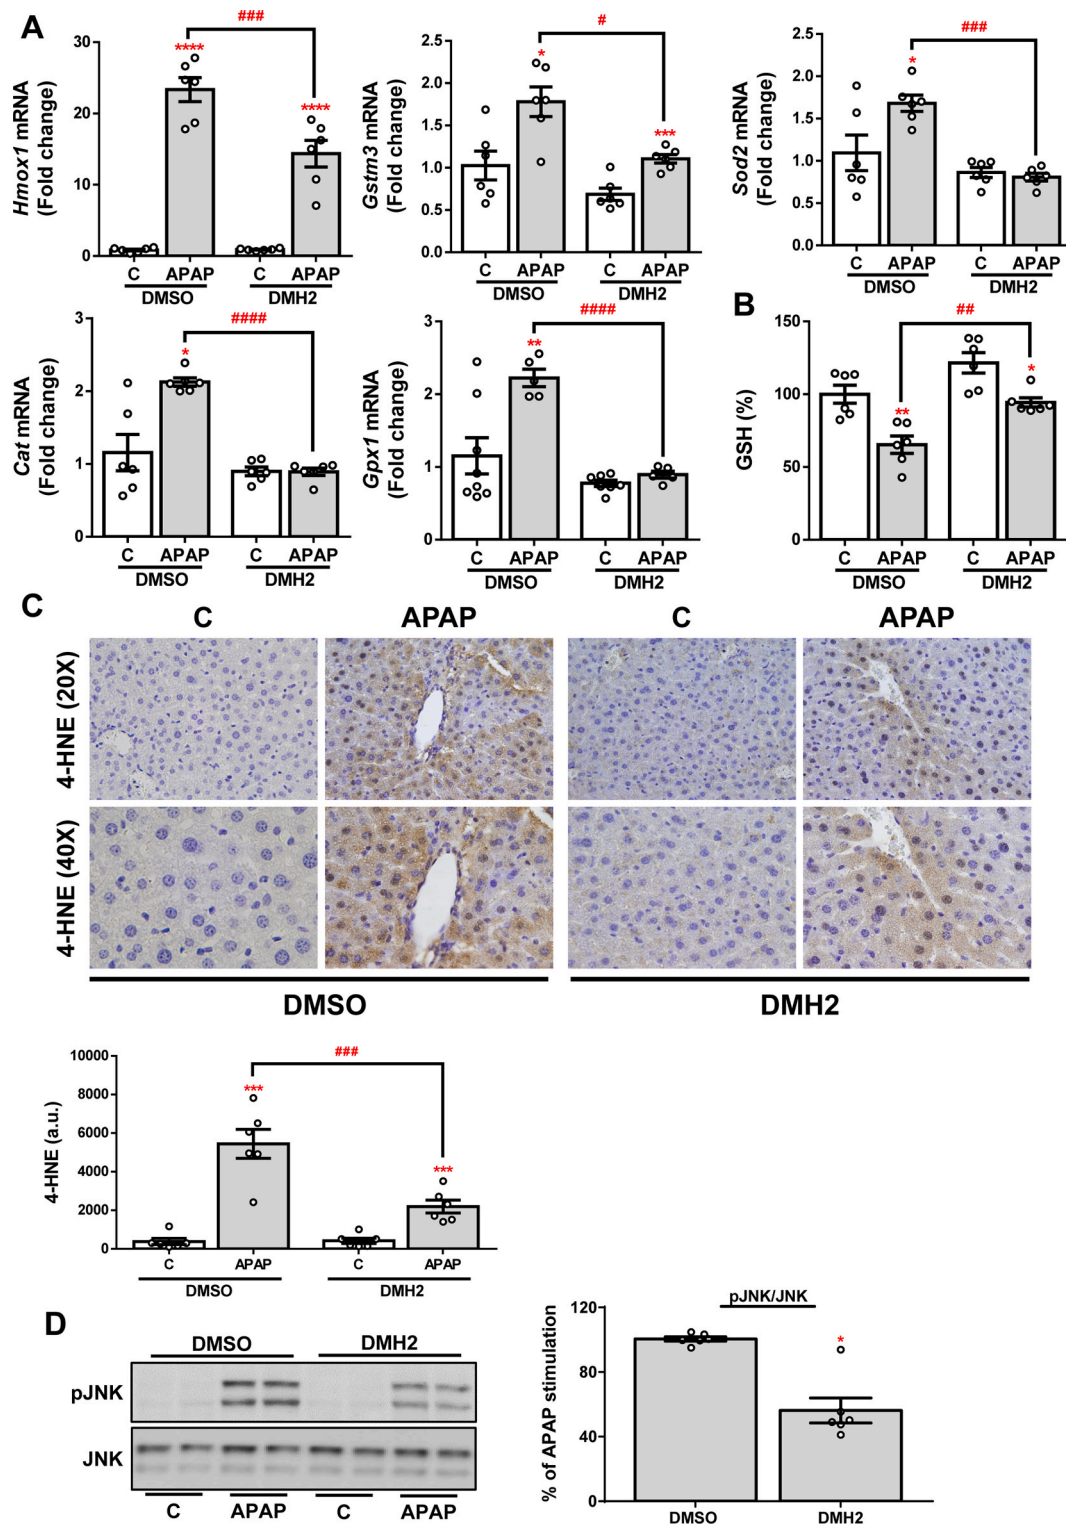 A
Hmox1 mRNA
(Fold change)
30
20
10
0
****
###
****
C APAP C APAP
DMSO DMH2
Gstm3 mRNA
(Fold change)
2.5
2.0
1.5
1.0
0.5
0.0
*
#
***
C APAP C APAP
DMSO DMH2
Sod2 mRNA
(Fold change)
2.5
2.0
1.5
1.0
0.5
0.0
*
###
C APAP C APAP
DMSO DMH2
Cat mRNA
(Fold change)
3
2
1
0
*
####
C APAP C APAP
DMSO DMH2
Gpx1 mRNA
(Fold change)
3
2
1
0
**
####
C APAP C APAP
DMSO DMH2
B
GSH (%)
150
100
50
0
**
##
*
C APAP C APAP
DMSO DMH2
C
C APAP C APAP
4-HNE (20X)
4-HNE (40X)
DMSO DMH2
4-HNE (a.u.)
10000
8000
6000
4000
2000
0
***
###
***
C APAP C APAP
DMSO DMH2
D
DMSO DMH2
pJNK
JNK
C APAP C APAP
% of APAP stimulation
120
80
40
0
pJNK/JNK
*
DMSO DMH2